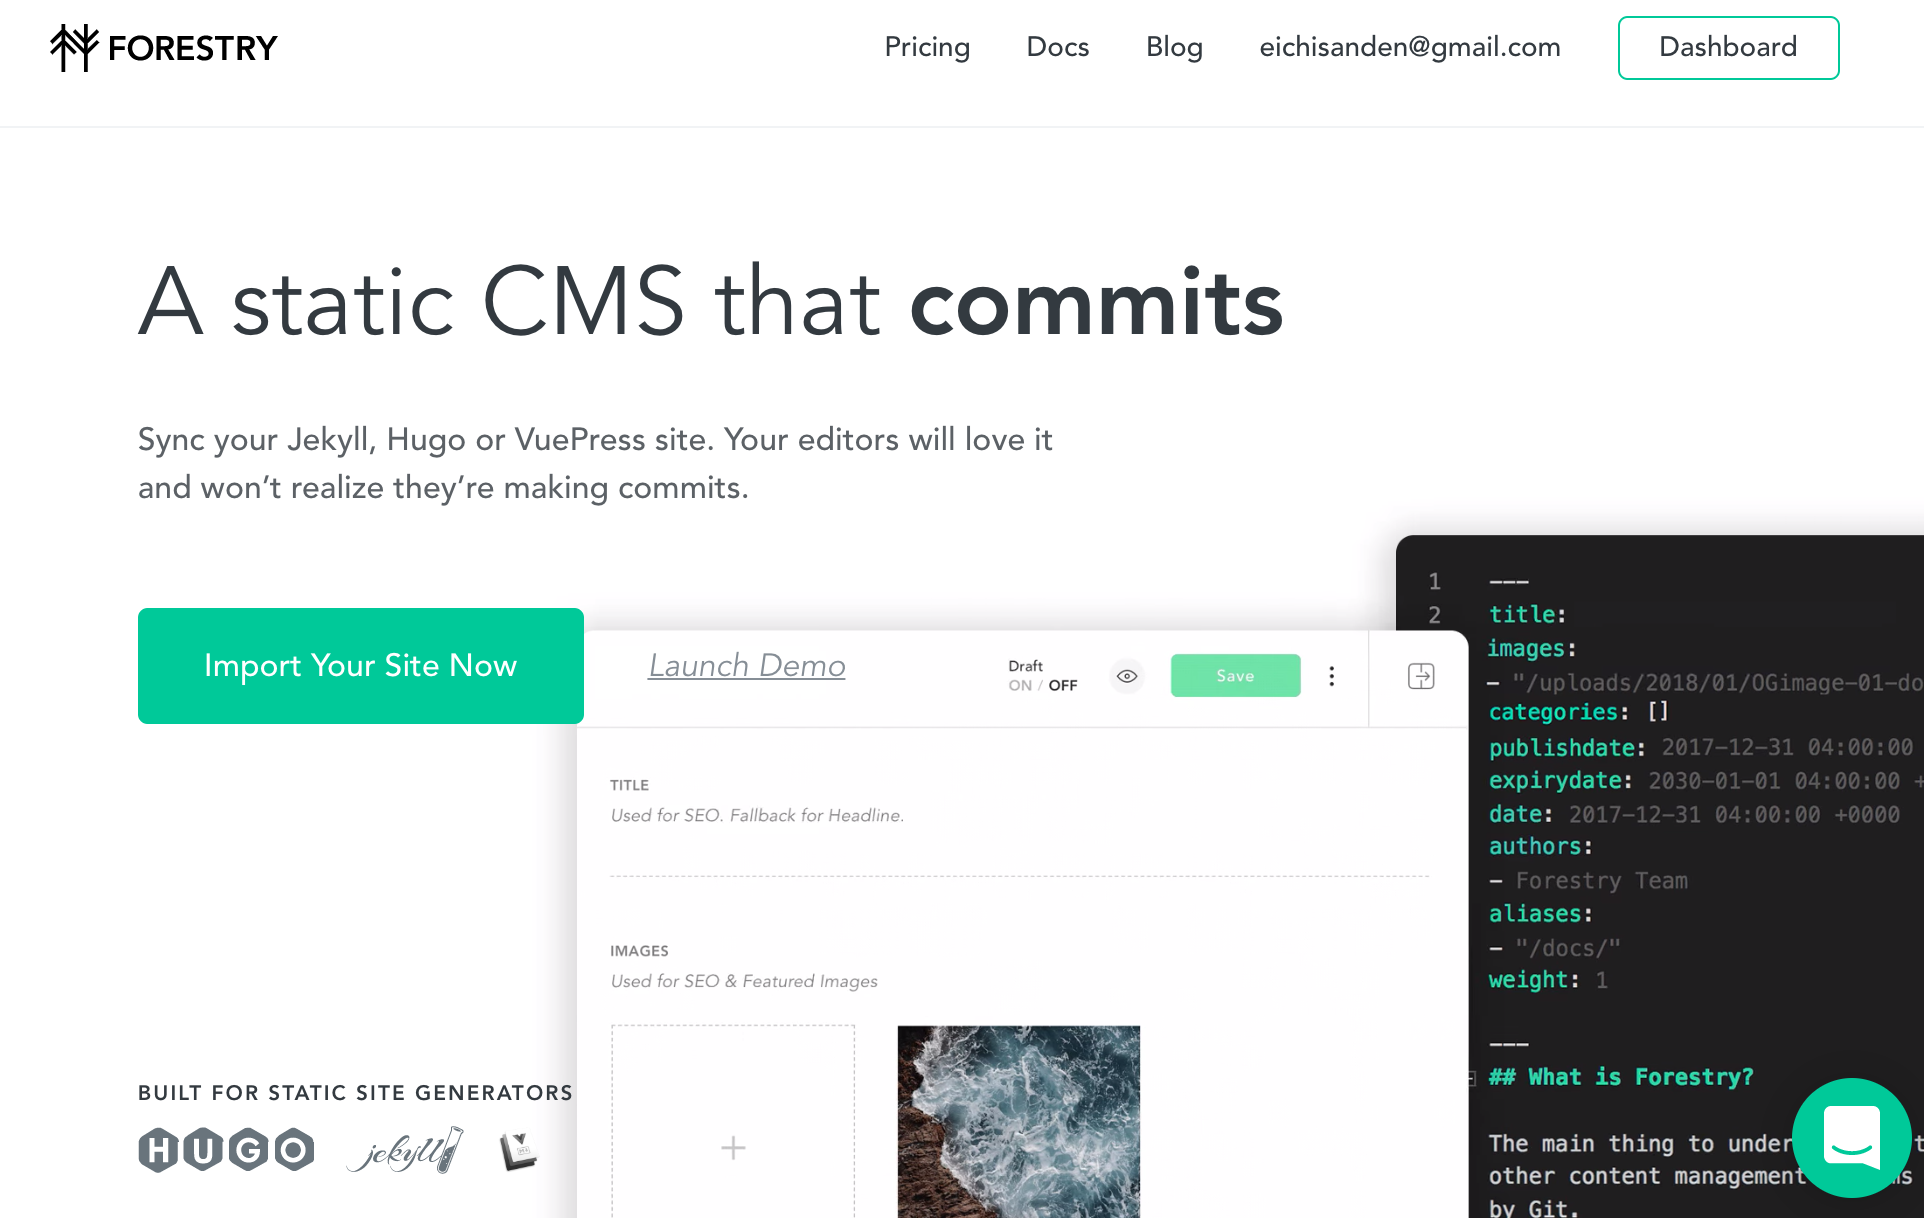 FORESTRY
Pricing
Docs
Blog
eichisanden@gmail.com
Dashboard
A static CMS that commits
Sync your Jekyll, Hugo or VuePress site. Your editors will love it
and won’t realize they’re making commits.
Import Your Site Now
Launch Demo
Draft
ON / OFF
Save
TITLE
Used for SEO. Fallback for Headline.
IMAGES
Used for SEO & Featured Images
BUILT FOR STATIC SITE GENERATORS
HUGO
jekyll
1
2
---
title:
images:
- "/uploads/2018/01/OGimage-01-do
categories: []
publishdate: 2017-12-31 04:00:00
expirydate: 2030-01-01 04:00:00 +
date: 2017-12-31 04:00:00 +0000
authors:
- Forestry Team
aliases:
- "/docs/"
weight: 1
---
## What is Forestry?
The main thing to under
other content management
by Git.